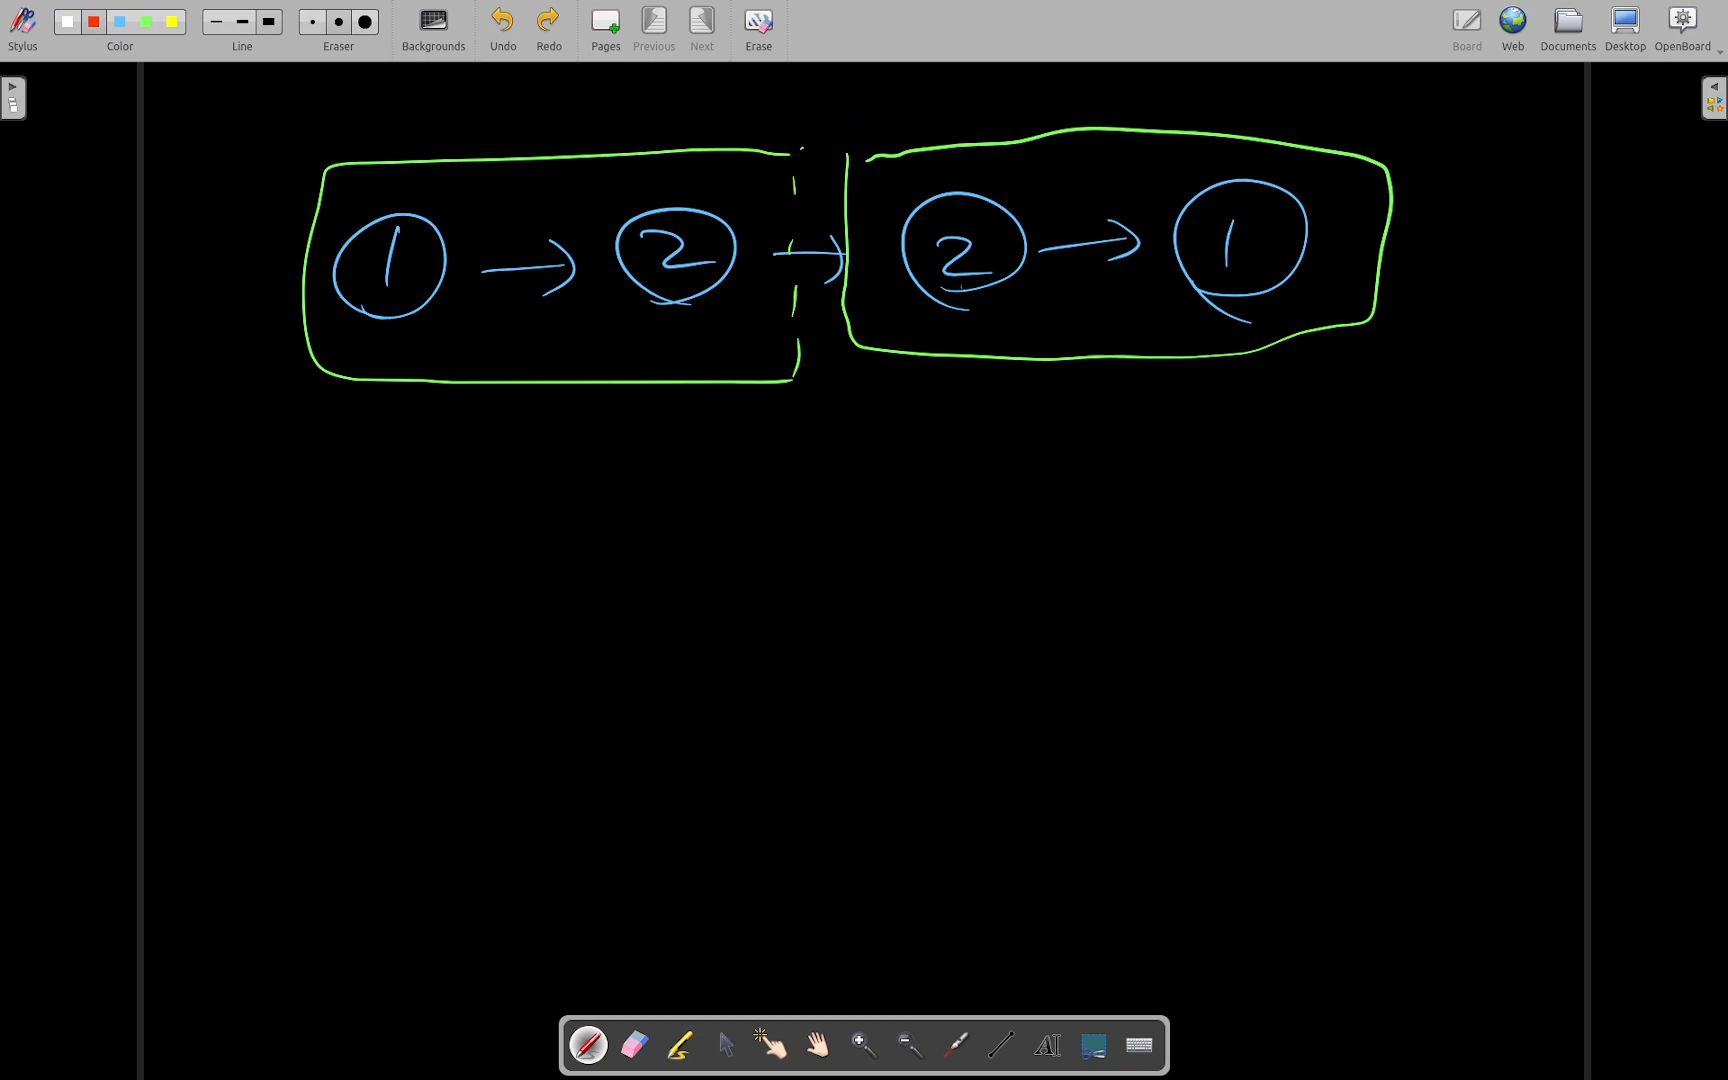 Stylus Color Line Eraser Backgrounds Undo Redo Pages Previous Next Erase Board Web Documents Desktop OpenBoard
1 → 2 → 2 → 1
AI